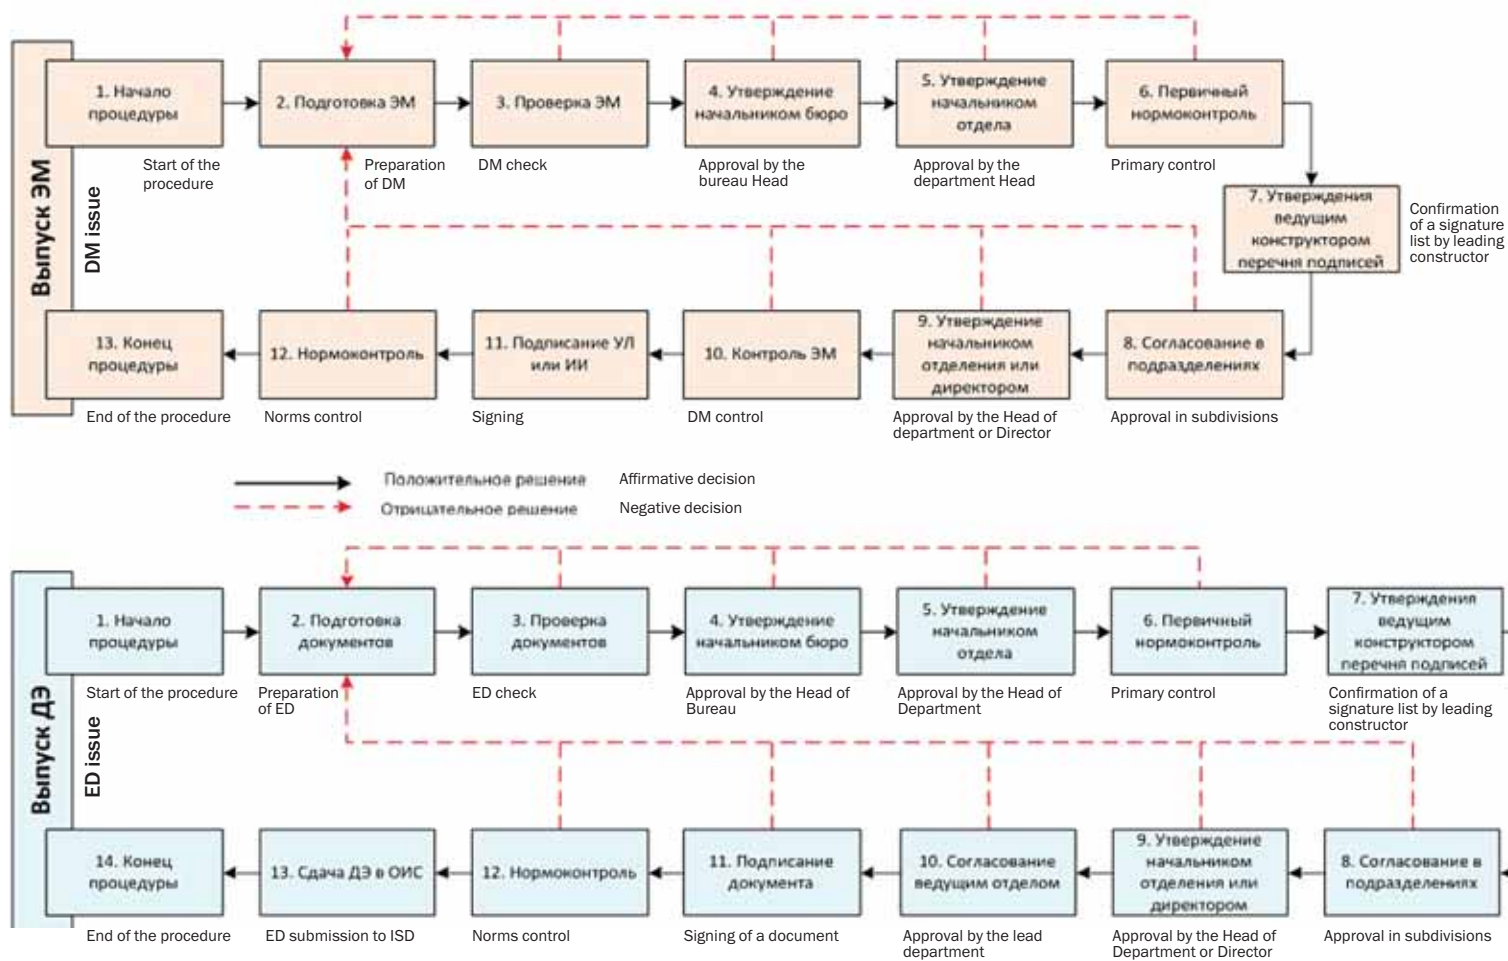 Выпуск ЭМ
DM issue
1. Начало
процедуры
2. Подготовка ЭМ
3. Проверка ЭМ
4. Утверждение
начальником бюро
5. Утверждение
начальником
отдела
6. Первичный
нормоконтроль
Start of the
procedure
Preparation
of DM
DM check
Approval by the
bureau Head
Approval by the
department Head
Primary control
7. Утверждения
ведущим
конструктором
перечня подписей
Confirmation
of a signature
list by leading
constructor
13. Конец
процедуры
12. Нормоконтроль
11. Подписание УЛ
или ИИ
10. Контроль ЭМ
9. Утверждение
начальником
отделения или
директором
8. Согласование в
подразделениях
End of the procedure
Norms control
Signing
DM control
Approval by the Head of
department or Director
Approval in subdivisions
Положительное решение
Affirmative decision
Отрицательное решение
Negative decision
Выпуск ДЭ
ED issue
1. Начало
процедуры
2. Подготовка
документов
3. Проверка
документов
4. Утверждение
начальником бюро
5. Утверждение
начальником
отдела
6. Первичный
нормоконтроль
7. Утверждения
ведущим
конструктором
перечня подписей
Start of the procedure
Preparation
of ED
ED check
Approval by the Head of
Bureau
Approval by the Head of
Department
Primary control
Confirmation of a
signature list by leading
constructor
14. Конец
процедуры
13. Сдача ДЭ в ОИС
12. Нормоконтроль
11. Подписание
документа
10. Согласование
ведущим отделом
9. Утверждение
начальником
отделения или
директором
8. Согласование в
подразделениях
End of the procedure
ED submission to ISD
Norms control
Signing of a document
Approval by the lead
department
Approval by the Head of
Department or Director
Approval in subdivisions